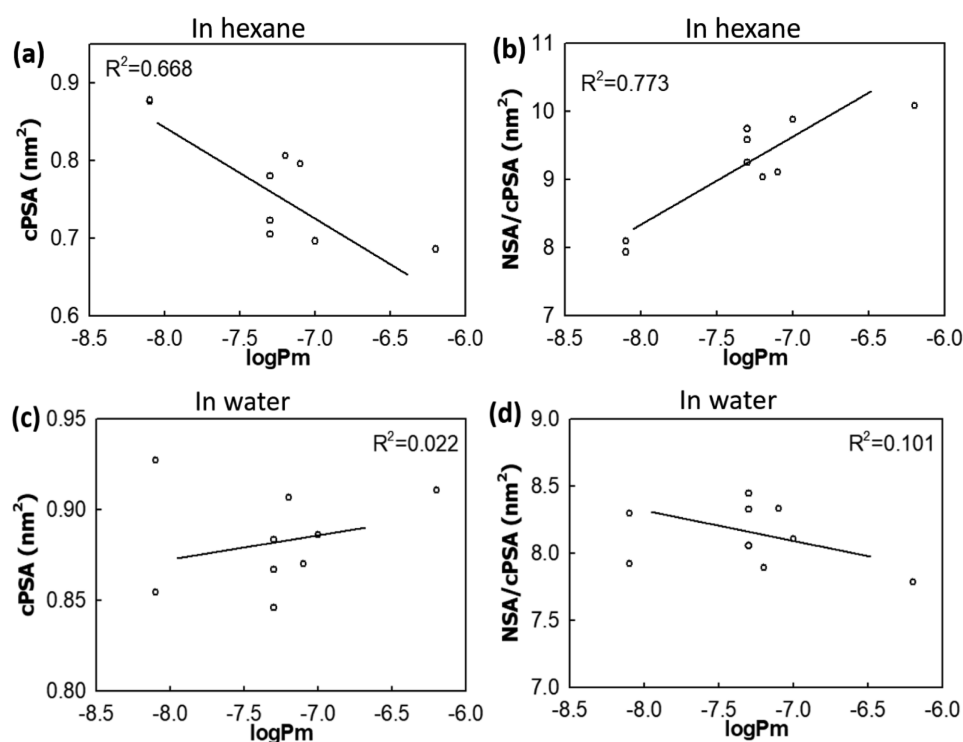 In hexane
(a)
R²=0.668
cPSA (nm²)
0.9
0.8
0.7
0.6
-8.5 -8.0 -7.5 -7.0 -6.5 -6.0
logPm
In hexane
(b)
R²=0.773
NSA/cPSA (nm²)
11
10
9
8
7
-8.5 -8.0 -7.5 -7.0 -6.5 -6.0
logPm
In water
(c)
R²=0.022
cPSA (nm²)
0.95
0.90
0.85
0.80
-8.5 -8.0 -7.5 -7.0 -6.5 -6.0
logPm
In water
(d)
R²=0.101
NSA/cPSA (nm²)
9.0
8.5
8.0
7.5
7.0
-8.5 -8.0 -7.5 -7.0 -6.5 -6.0
logPm